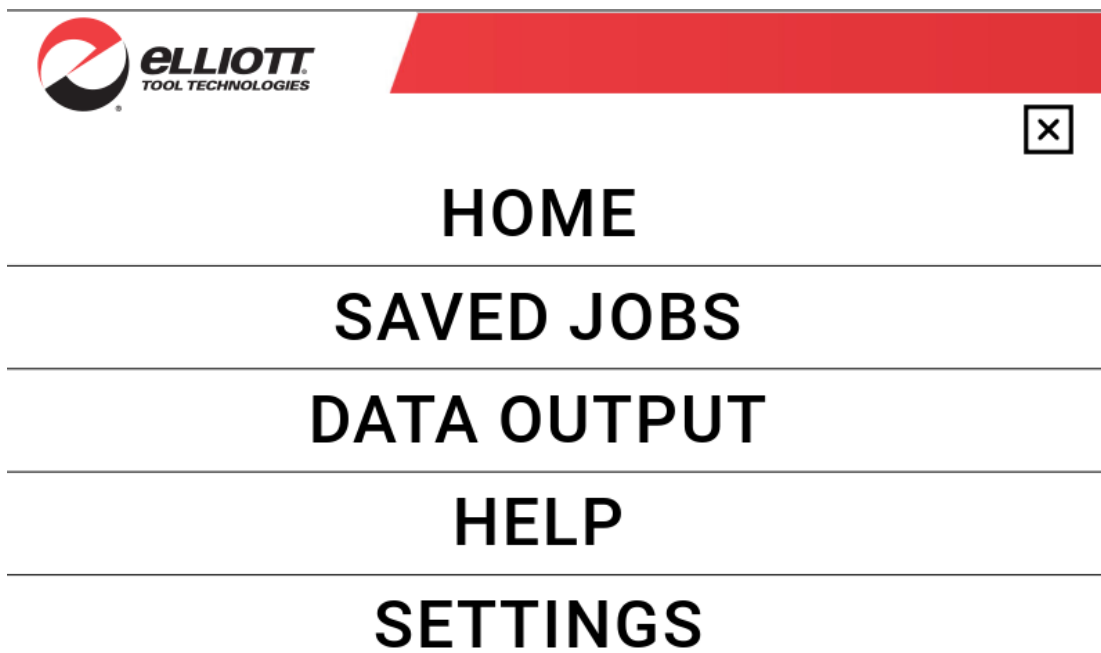 eLLIOTT®
TOOL TECHNOLOGIES
®
HOME
SAVED JOBS
DATA OUTPUT
HELP
SETTINGS